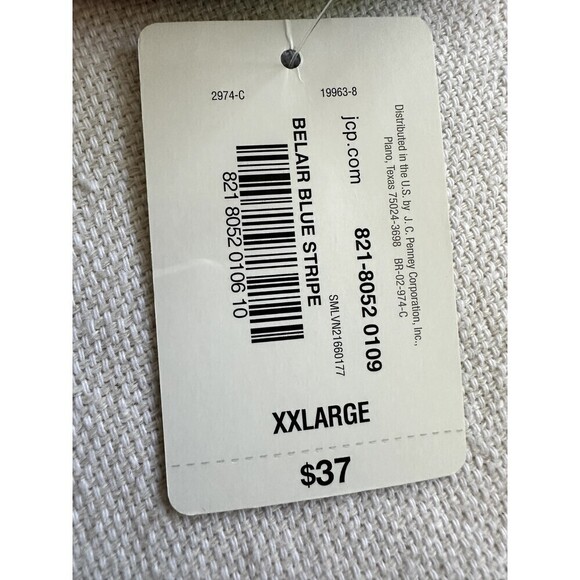 2974-C
19963-8
Distributed in the U.S. by J. C. Penney Corporation, Inc.,
Plano, Texas 75024-3698 BR-02-974-C
jcp.com
821-8052 0109
SMLVN21660177
BELAIR BLUE STRIPE
821 8052 0106 10
XXLARGE
$37